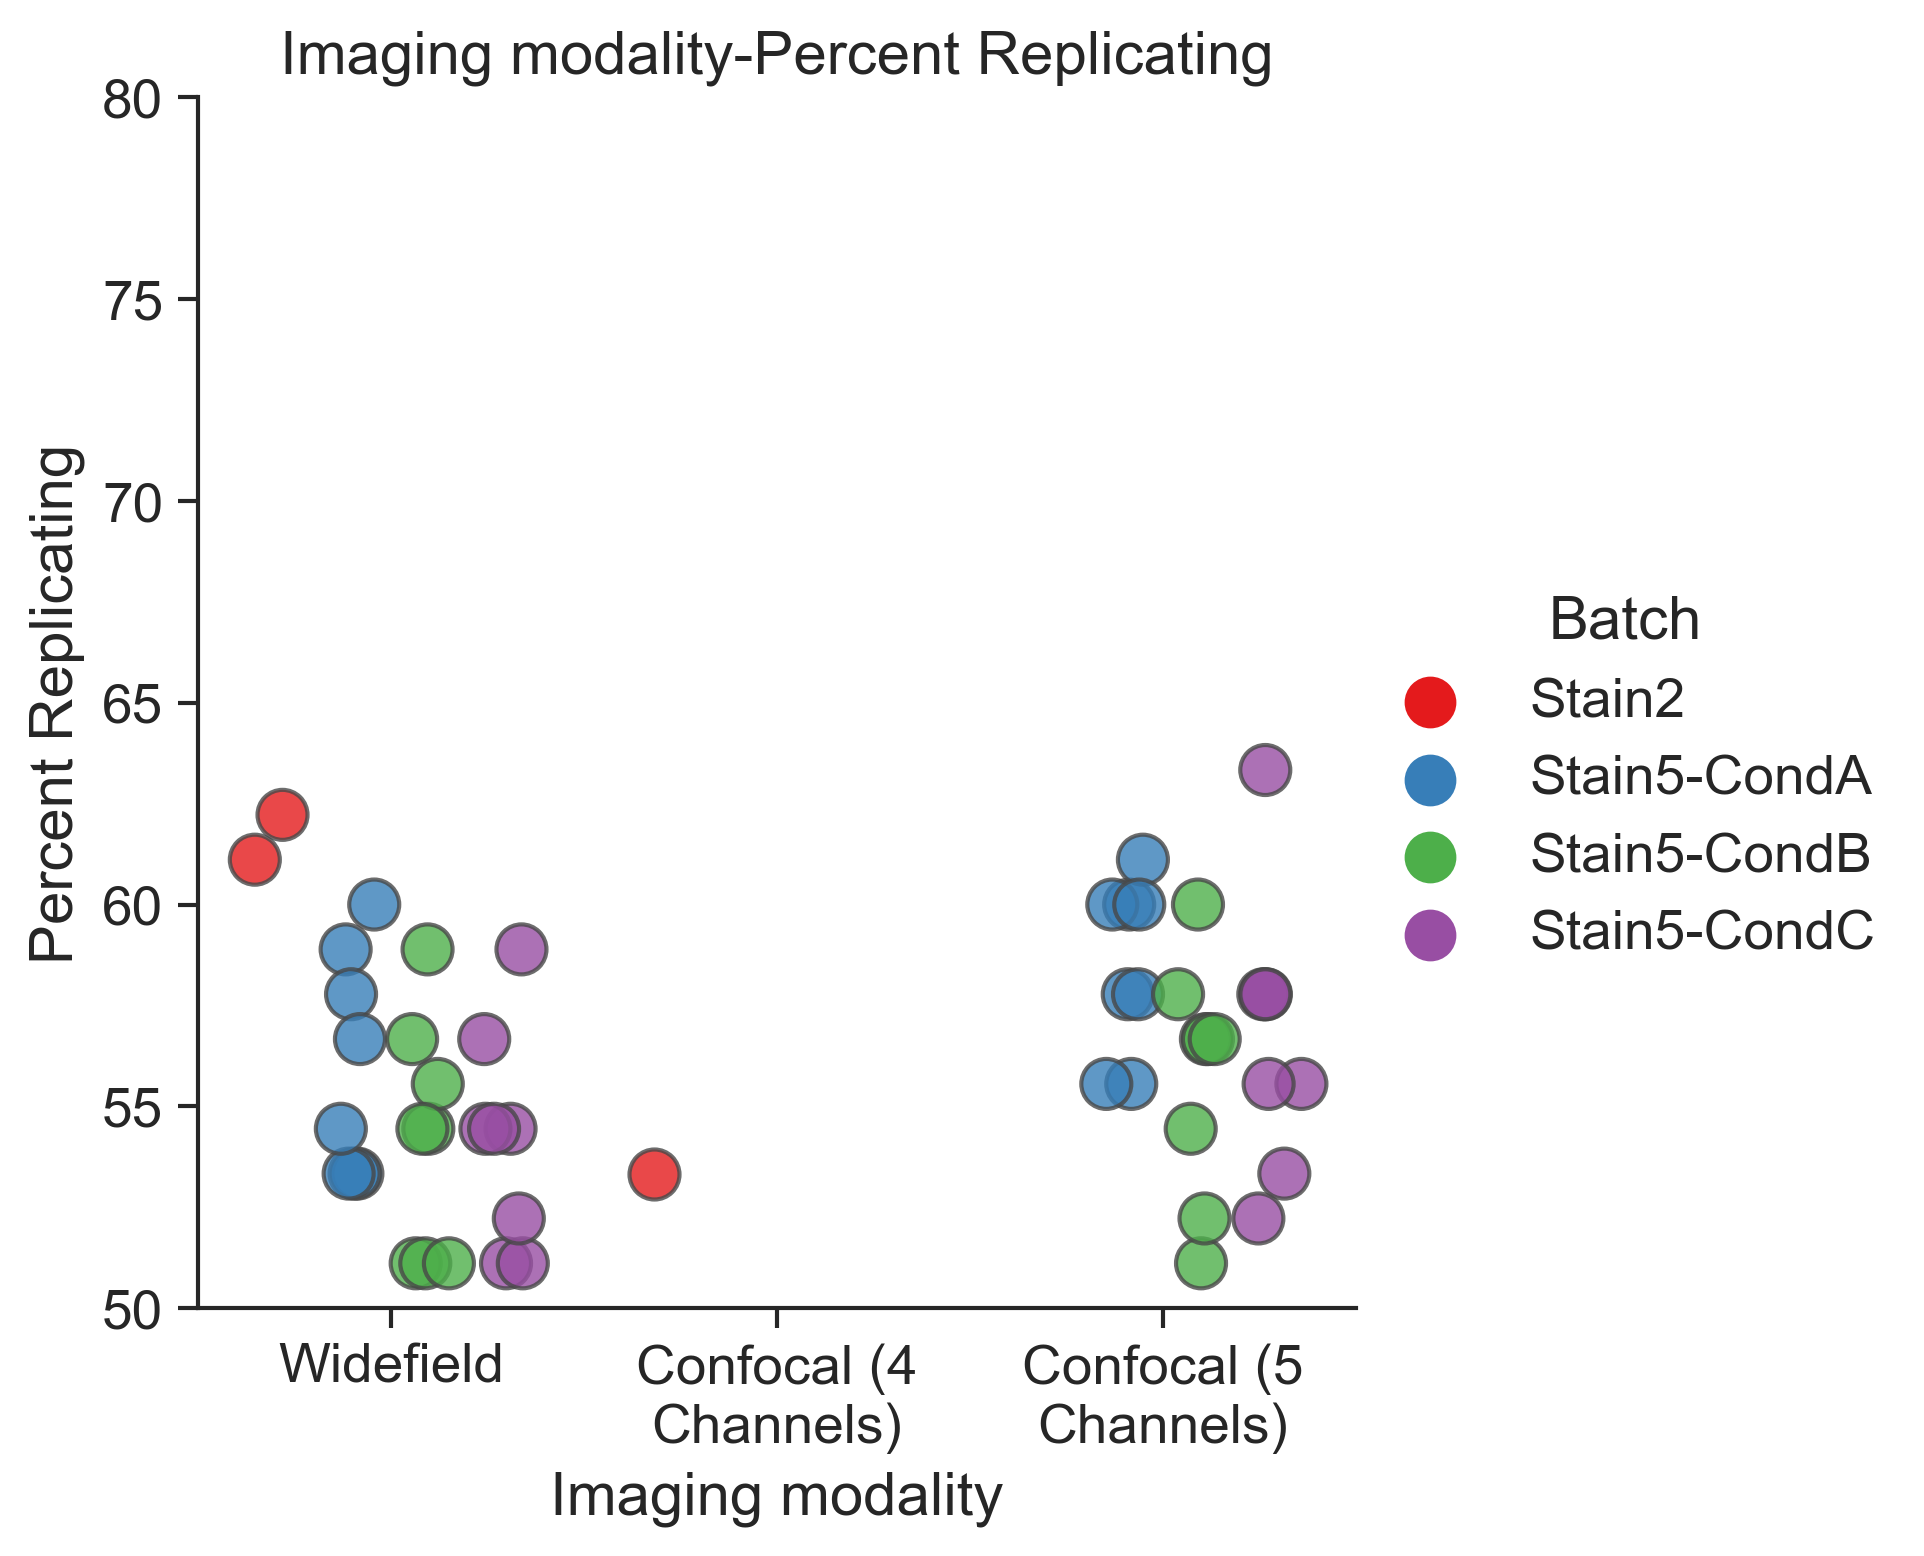 Imaging modality-Percent Replicating
80
75
70
65
60
55
50
Percent Replicating
Widefield
Confocal (4
Channels)
Confocal (5
Channels)
Imaging modality
Batch
Stain2
Stain5-CondA
Stain5-CondB
Stain5-CondC